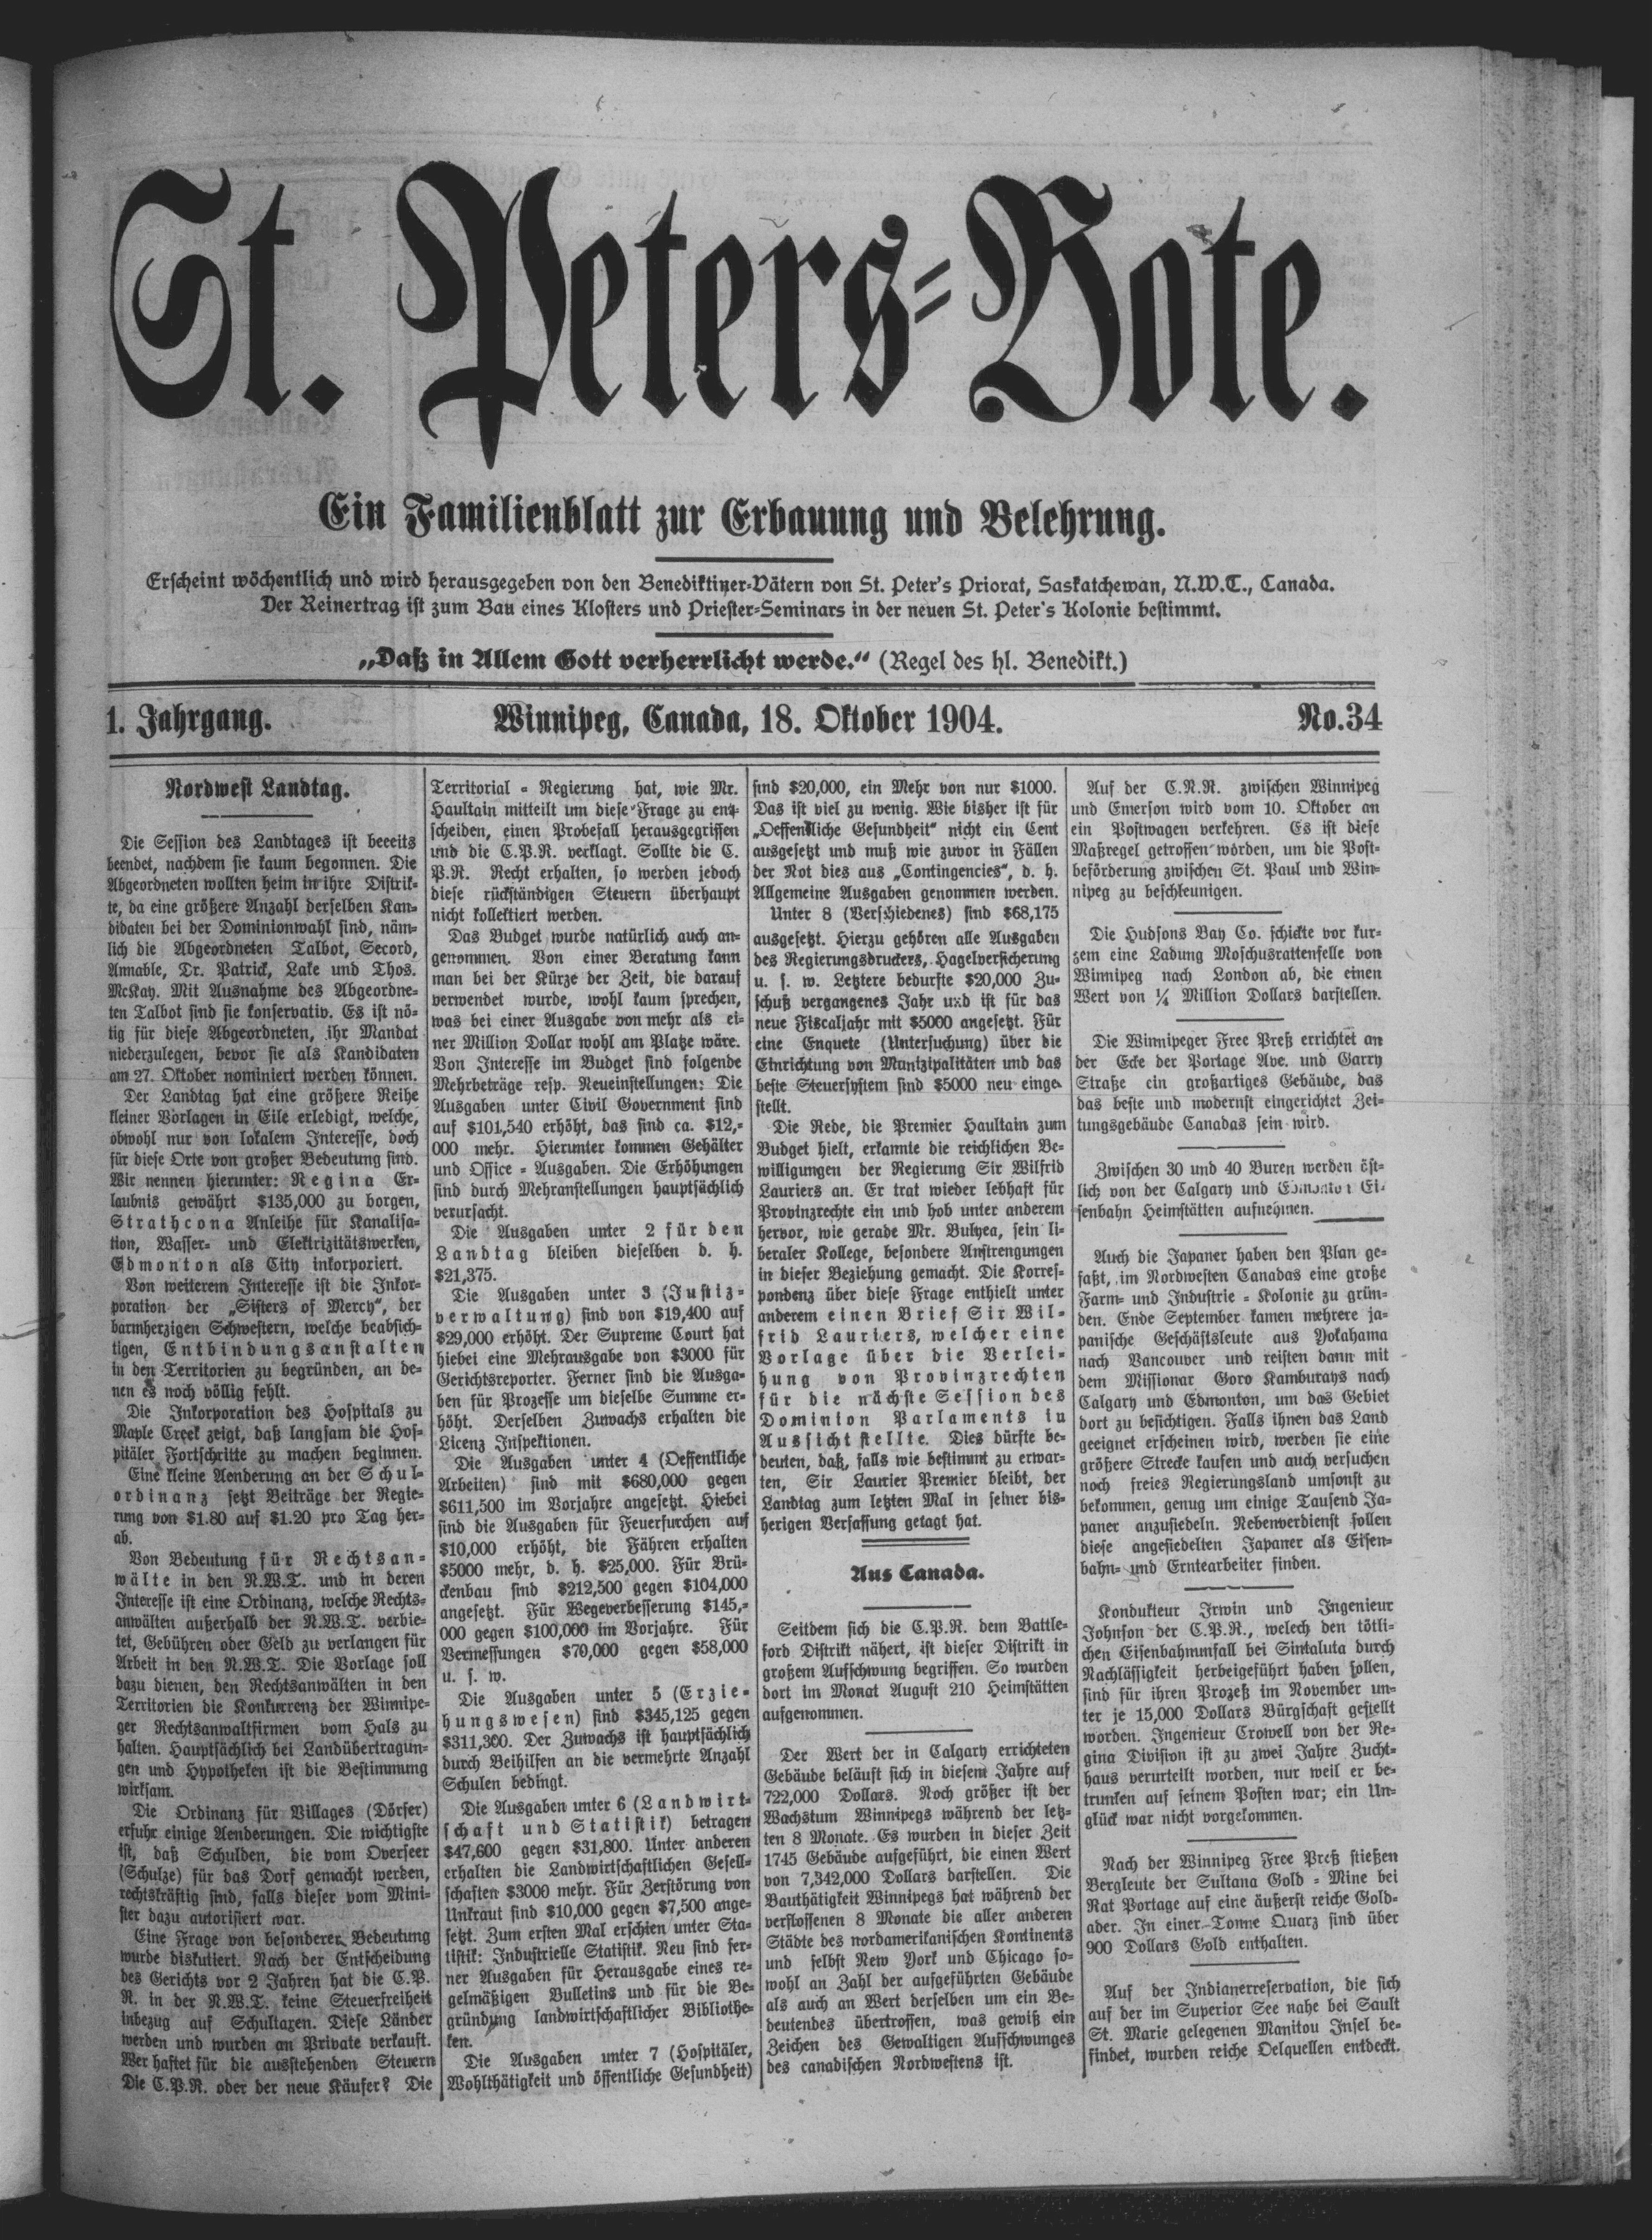 St. Peters-Bote.
Ein Familienblatt zur Erbauung und Belehrung.
Erscheint wöchentlich und wird herausgegeben von den Benediktiner-Vätern von St. Peter's Priorat, Saskatchewan, N.W.T., Canada.
Der Reinertrag ist zum Bau eines Klosters und Priester-Seminars in der neuen St. Peter's Kolonie bestimmt.
„Daß in Allem Gott verherrlicht werde.“ (Regel des hl. Benedikt.)
1. Jahrgang. Winnipeg, Canada, 18. Oktober 1904. No.34
Nordwest Landtag.
Die Session des Landtages ist bereits
beendet, nachdem sie kaum begonnen. Die
Abgeordneten wollten heim in ihre Distrik-
te, da eine größere Anzahl derselben Kan-
didaten bei der Dominionwahl sind, näm-
lich die Abgeordneten Talbot, Secord,
Annable, Dr. Patrick, Lake und Thos.
McKay. Mit Ausnahme des Abgeordne-
ten Talbot sind sie konservativ. Es ist nö-
tig für diese Abgeordneten, ihr Mandat
niederzulegen, bevor sie als Kandidaten
am 27. Oktober nominiert werden können.
Der Landtag hat eine größere Reihe
kleiner Vorlagen in Eile erledigt, welche,
obwohl nur von lokalem Interesse, doch
für diese Orte von großer Bedeutung sind.
Wir nennen hierunter: Regina Er-
laubnis gewährt $135,000 zu borgen,
Strathcona Anleihe für Kanalisa-
tion, Wasser- und Elektrizitätswerken,
Edmonton als City inkorporiert.
Von weiterem Interesse ist die Inkor-
poration der „Sisters of Mercy“, der
barmherzigen Schwestern, welche beabsich-
tigen, Entbindungsanstalten
in den Territorien zu begründen, an de-
nen es noch völlig fehlt.
Die Inkorporation des Hospitals zu
Maple Creek zeigt, daß langsam die Hos-
pitäler Fortschritte zu machen beginnen.
Eine kleine Aenderung an der Schul-
ordinanz setzt Beiträge der Regie-
rung von $1.80 auf $1.20 pro Tag her-
ab.
Von Bedeutung für Rechtsan-
wälte in den N.W.T. und in deren
Interesse ist eine Ordinanz, welche Rechts-
anwälten außerhalb der N.W.T. verbie-
tet, Gebühren oder Geld zu verlangen für
Arbeit in den N.W.T. Die Vorlage soll
dazu dienen, den Rechtsanwälten in den
Territorien die Konkurrenz der Winnipe-
ger Rechtsanwaltfirmen vom Hals zu
halten. Hauptsächlich bei Landübertragun-
gen und Hypotheken ist die Bestimmung
wirksam.
Die Ordinanz für Villages (Dörfer)
erfuhr einige Aenderungen. Die wichtigste
ist, daß Schulden, die vom Overseer
(Schulze) für das Dorf gemacht werden,
rechtskräftig sind, falls dieser vom Mini-
ster dazu autorisiert war.
Eine Frage von besonderer Bedeutung
wurde diskutiert. Nach der Entscheidung
des Gerichts vor 2 Jahren hat die C.P.
R. in der N.W.T. keine Steuerfreiheit
inbezug auf Schultaxen. Diese Länder
werden und wurden an Private verkauft.
Wer haftet für die ausstehenden Steuern
Die C.P.R. oder der neue Käufer? Die
Territorial-Regierung hat, wie Mr.
Haultain mitteilt um diese Frage zu ent-
scheiden, einen Probefall herausgegriffen
und die C.P.R. verklagt. Sollte die C.
P.R. Recht erhalten, so werden jedoch
diese rückständigen Steuern überhaupt
nicht kollektiert werden.
Das Budget wurde natürlich auch an-
genommen. Von einer Beratung kann
man bei der Kürze der Zeit, die darauf
verwendet wurde, wohl kaum sprechen,
was bei einer Ausgabe von mehr als ei-
ner Million Dollar wohl am Platze wäre.
Von Interesse im Budget sind folgende
Mehrbeträge resp. Neueinstellungen: Die
Ausgaben unter Civil Government sind
auf $101,540 erhöht, das sind ca. $12,-
000 mehr. Hierunter kommen Gehälter
und Office-Ausgaben. Die Erhöhungen
sind durch Mehranstellungen hauptsächlich
verursacht.
Die Ausgaben unter 2 für den
Landtag bleiben dieselben d. h.
$21,375.
Die Ausgaben unter 3 (Justiz-
verwaltung) sind von $19,400 auf
$29,000 erhöht. Der Supreme Court hat
hiebei eine Mehrausgabe von $3000 für
Gerichtsreporter. Ferner sind die Ausga-
ben für Prozesse um dieselbe Summe er-
höht. Derselben Zuwachs erhalten die
Licenz Inspektionen.
Die Ausgaben unter 4 (Oeffentliche
Arbeiten) sind mit $680,000 gegen
$611,500 im Vorjahre angesetzt. Hiebei
sind die Ausgaben für Feuerfurchen auf
$10,000 erhöht, die Fähren erhalten
$5000 mehr, d. h. $25,000. Für Brü-
ckenbau sind $212,500 gegen $104,000
angesetzt. Für Wegeverbesserung $145,-
000 gegen $100,000 im Vorjahre. Für
Vermessungen $70,000 gegen $58,000
u. s. w.
Die Ausgaben unter 5 (Erzie-
hungswesen) sind $345,125 gegen
$311,300. Der Zuwachs ist hauptsächlich
durch Beihilfen an die vermehrte Anzahl
Schulen bedingt.
Die Ausgaben unter 6 (Landwirt-
schaft und Statistik) betragen
$47,600 gegen $31,800. Unter anderen
erhalten die Landwirtschaftlichen Gesell-
schaften $3000 mehr. Für Zerstörung von
Unkraut sind $10,000 gegen $7,500 ange-
setzt. Zum ersten Mal erschien unter Sta-
tistik: Industrielle Statistik. Neu sind fer-
ner Ausgaben für Herausgabe eines re-
gelmäßigen Bulletins und für die Be-
gründung landwirtschaftlicher Bibliothe-
ken.
Die Ausgaben unter 7 (Hospitäler,
Wohlthätigkeit und öffentliche Gesundheit)
sind $20,000, ein Mehr von nur $1000.
Das ist viel zu wenig. Wie bisher ist für
„Oeffentliche Gesundheit“ nicht ein Cent
ausgesetzt und muß wie zuvor in Fällen
der Not dies aus „Contingencies“, d. h.
Allgemeine Ausgaben genommen werden.
Unter 8 (Verschiedenes) sind $68,175
ausgesetzt. Hierzu gehören alle Ausgaben
des Regierungsdruckers, Hagelversicherung
u. s. w. Letztere bedurfte $20,000 Zu-
schuß vergangenes Jahr und ist für das
neue Fiscaljahr mit $5000 angesetzt. Für
eine Enquete (Untersuchung) über die
Einrichtung von Munizipalitäten und das
beste Steuersystem sind $5000 neu einge-
stellt.
Die Rede, die Premier Haultain zum
Budget hielt, erkannte die reichlichen Be-
willigungen der Regierung Sir Wilfrid
Lauriers an. Er trat wieder lebhaft für
Provinzrechte ein und hob unter anderem
hervor, wie gerade Mr. Bulyea, sein li-
beraler Kollege, besondere Anstrengungen
in dieser Beziehung gemacht. Die Korres-
pondenz über diese Frage enthielt unter
anderem einen Brief Sir Wil-
frid Lauriers, welcher eine
Vorlage über die Verlei-
hung von Provinzrechten
für die nächste Session des
Dominion Parlaments in
Aussicht stellte. Dies dürfte be-
deuten, daß, falls wie bestimmt zu erwar-
ten, Sir Laurier Premier bleibt, der
Landtag zum letzten Mal in seiner bis-
herigen Verfassung getagt hat.
Aus Canada.
Seitdem sich die C.P.R. dem Battle-
ford Distrikt nähert, ist dieser Distrikt in
großem Aufschwung begriffen. So wurden
dort im Monat August 210 Heimstätten
aufgenommen.
Der Wert der in Calgary errichteten
Gebäude beläuft sich in diesem Jahre auf
722,000 Dollars. Noch größer ist der
Wachstum Winnipegs während der letz-
ten 8 Monate. Es wurden in dieser Zeit
1745 Gebäude aufgeführt, die einen Wert
von 7,342,000 Dollars darstellen. Die
Bauthätigkeit Winnipegs hat während der
verflossenen 8 Monate die aller anderen
Städte des nordamerikanischen Kontinents
und selbst New York und Chicago so-
wohl an Zahl der aufgeführten Gebäude
als auch an Wert derselben um ein Be-
deutendes übertroffen, was gewiß ein
Zeichen des Gewaltigen Aufschwunges
des canadischen Nordwestens ist.
Auf der C.N.R. zwischen Winnipeg
und Emerson wird vom 10. Oktober an
ein Postwagen verkehren. Es ist diese
Maßregel getroffen worden, um die Post-
beförderung zwischen St. Paul und Win-
nipeg zu beschleunigen.
Die Hudsons Bay Co. schickte vor kur-
zem eine Ladung Moschusrattenfelle von
Winnipeg nach London ab, die einen
Wert von ¼ Million Dollars darstellen.
Die Winnipeger Free Preß errichtet an
der Ecke der Portage Ave. und Garry
Straße ein großartiges Gebäude, das
das beste und modernst eingerichtet Zei-
tungsgebäude Canadas sein wird.
Zwischen 30 und 40 Buren werden öst-
lich von der Calgary und Edmonton Ei-
senbahn Heimstätten aufnehmen.
Auch die Japaner haben den Plan ge-
faßt, im Nordwesten Canadas eine große
Farm- und Industrie-Kolonie zu grün-
den. Ende September kamen mehrere ja-
panische Geschäftsleute aus Yokahama
nach Vancouver und reisten dann mit
dem Missionar Goro Kamburays nach
Calgary und Edmonton, um das Gebiet
dort zu besichtigen. Falls ihnen das Land
geeignet erscheinen wird, werden sie eine
größere Strecke kaufen und auch versuchen
noch freies Regierungsland umsonst zu
bekommen, genug um einige Tausend Ja-
paner anzusiedeln. Nebenverdienst sollen
diese angesiedelten Japaner als Eisen-
bahn- und Erntearbeiter finden.
Kondukteur Irwin und Ingenieur
Johnson der C.P.R., welech den tötli-
chen Eisenbahnunfall bei Sintaluta durch
Nachlässigkeit herbeigeführt haben sollen,
sind für ihren Prozeß im November un-
ter je 15,000 Dollars Bürgschaft gestellt
worden. Ingenieur Crowell von der Re-
gina Division ist zu zwei Jahre Zucht-
haus verurteilt worden, nur weil er be-
trunken auf seinem Posten war; ein Un-
glück war nicht vorgekommen.
Nach der Winnipeg Free Preß stießen
Bergleute der Sultana Gold-Mine bei
Rat Portage auf eine äußerst reiche Gold-
ader. In einer Tonne Quarz sind über
900 Dollars Gold enthalten.
Auf der Indianerreservation, die sich
auf der im Superior See nahe bei Sault
St. Marie gelegenen Manitou Insel be-
findet, wurden reiche Oelquellen entdeckt.